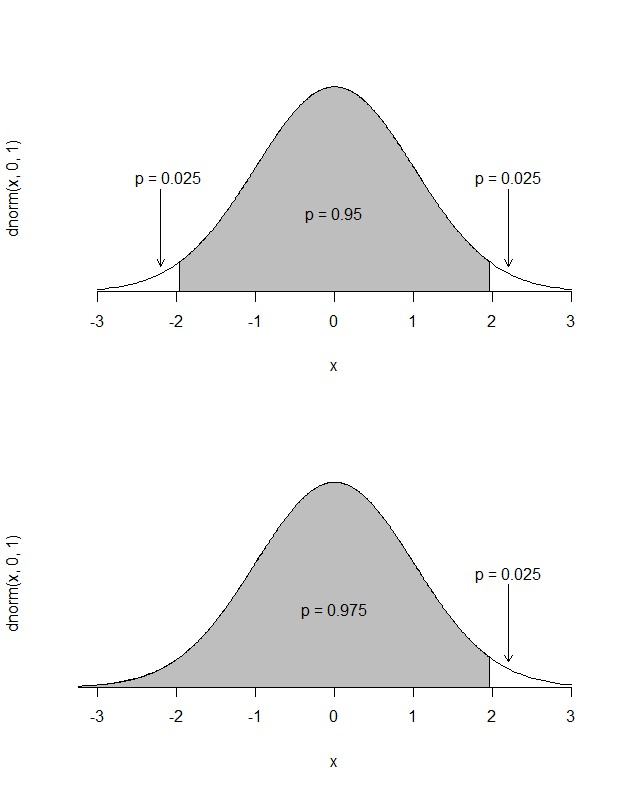 dnorm(x, 0, 1)
p = 0.025
p = 0.025
p = 0.95
-3 -2 -1 0 1 2 3
x
dnorm(x, 0, 1)
p = 0.025
p = 0.975
-3 -2 -1 0 1 2 3
x